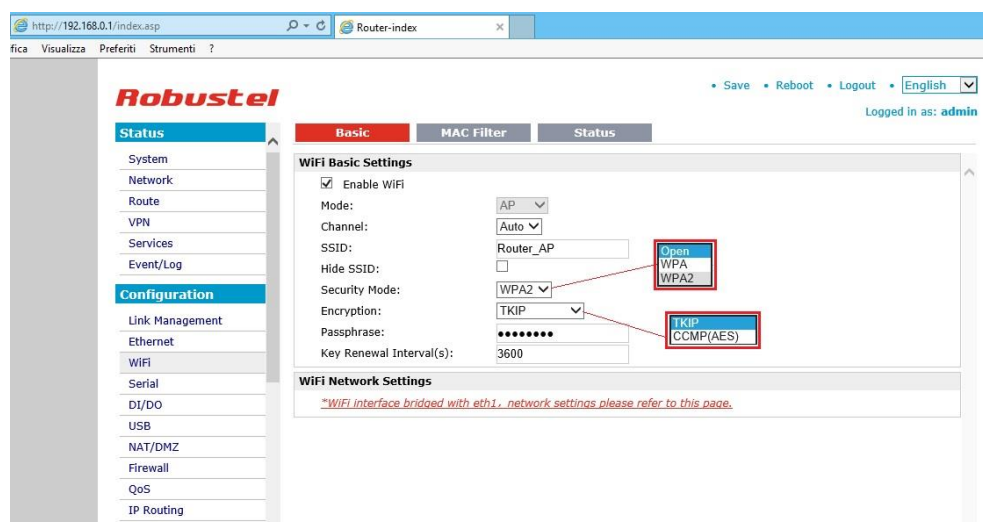 http://192.168.0.1/index.asp
Router-index
fica Visualizza Preferiti Strumenti ?
Robustel
• Save • Reboot • Logout • English
Logged in as: admin
Status
System
Network
Route
VPN
Services
Event/Log
Configuration
Link Management
Ethernet
WiFi
Serial
DI/DO
USB
NAT/DMZ
Firewall
QoS
IP Routing
Basic MAC Filter Status
WiFi Basic Settings
Enable WiFi
Mode: AP
Channel: Auto
SSID: Router_AP
Hide SSID:
Security Mode: WPA2
Encryption: TKIP
Passphrase: ●●●●●●●●
Key Renewal Interval(s): 3600
Open
WPA
WPA2
TKIP
CCMP(AES)
WiFi Network Settings
*WiFi interface bridged with eth1, network settings please refer to this page.